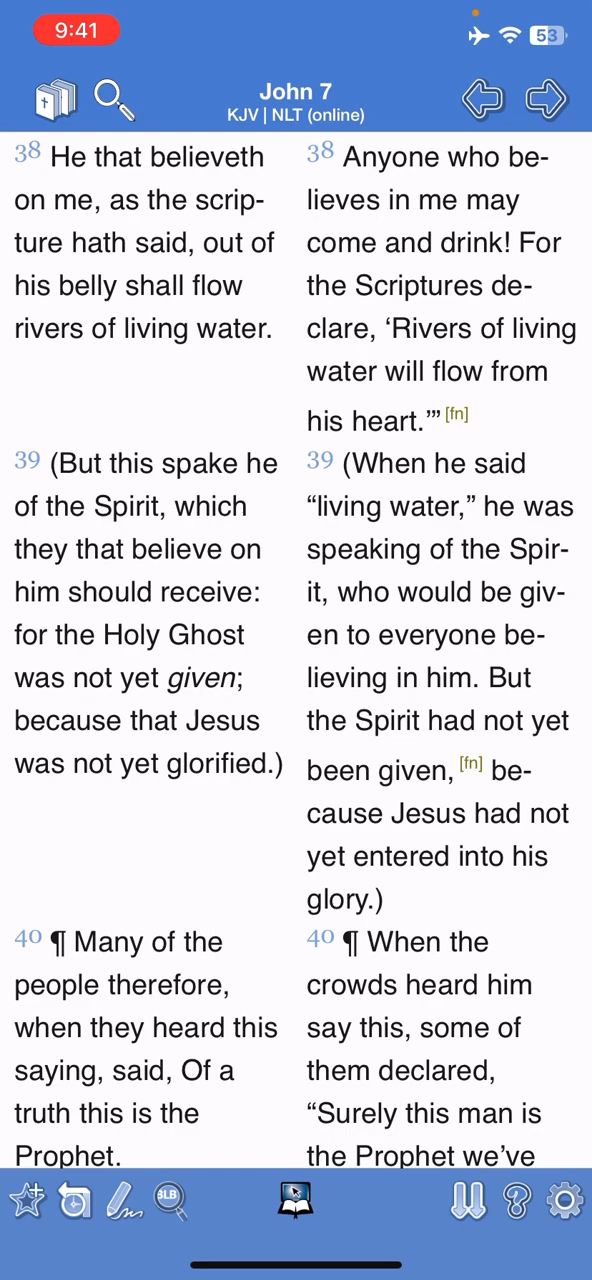 9:41
53
John 7
KJV | NLT (online)
38 He that believeth
on me, as the scrip-
ture hath said, out of
his belly shall flow
rivers of living water.
38 Anyone who be-
lieves in me may
come and drink! For
the Scriptures de-
clare, ‘Rivers of living
water will flow from
his heart.’” [fn]
39 (But this spake he
of the Spirit, which
they that believe on
him should receive:
for the Holy Ghost
was not yet given;
because that Jesus
was not yet glorified.)
39 (When he said
“living water,” he was
speaking of the Spir-
it, who would be giv-
en to everyone be-
lieving in him. But
the Spirit had not yet
been given, [fn] be-
cause Jesus had not
yet entered into his
glory.)
40 ¶ Many of the
people therefore,
when they heard this
saying, said, Of a
truth this is the
Prophet.
40 ¶ When the
crowds heard him
say this, some of
them declared,
“Surely this man is
the Prophet we’ve
BLB